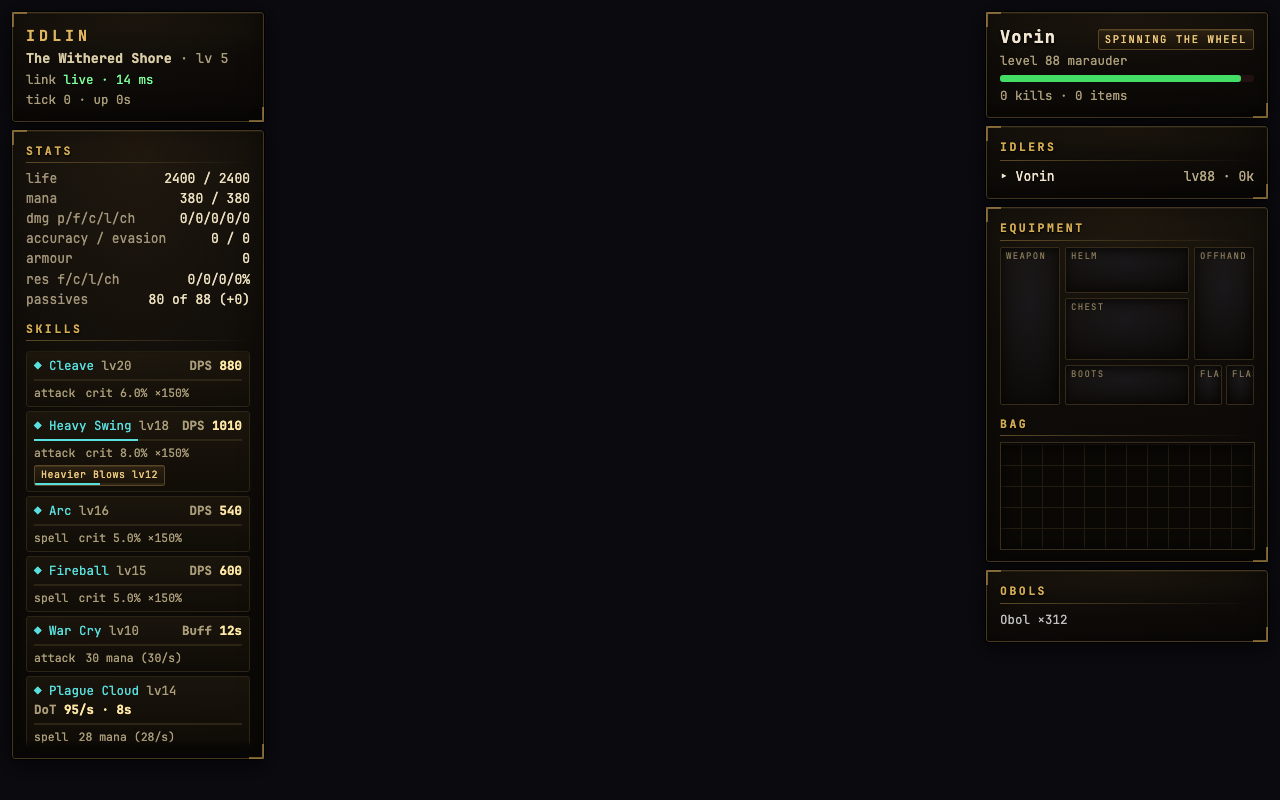 IDLIN
The Withered Shore · lv 5
link live · 14 ms
tick 0 · up 0s
STATS
life 2400 / 2400
mana 380 / 380
dmg p/f/c/l/ch 0/0/0/0/0
accuracy / evasion 0 / 0
armour 0
res f/c/l/ch 0/0/0/0%
passives 80 of 88 (+0)
SKILLS
◆ Cleave lv20 DPS 880
attack crit 6.0% ×150%
◆ Heavy Swing lv18 DPS 1010
attack crit 8.0% ×150%
Heavier Blows lv12
◆ Arc lv16 DPS 540
spell crit 5.0% ×150%
◆ Fireball lv15 DPS 600
spell crit 5.0% ×150%
◆ War Cry lv10 Buff 12s
attack 30 mana (30/s)
◆ Plague Cloud lv14
DoT 95/s · 8s
spell 28 mana (28/s)
Vorin SPINNING THE WHEEL
level 88 marauder
0 kills · 0 items
IDLERS
▸ Vorin lv88 · 0k
EQUIPMENT
WEAPON HELM OFFHAND
CHEST
BOOTS FLA FLA
BAG
OBOLS
Obol ×312